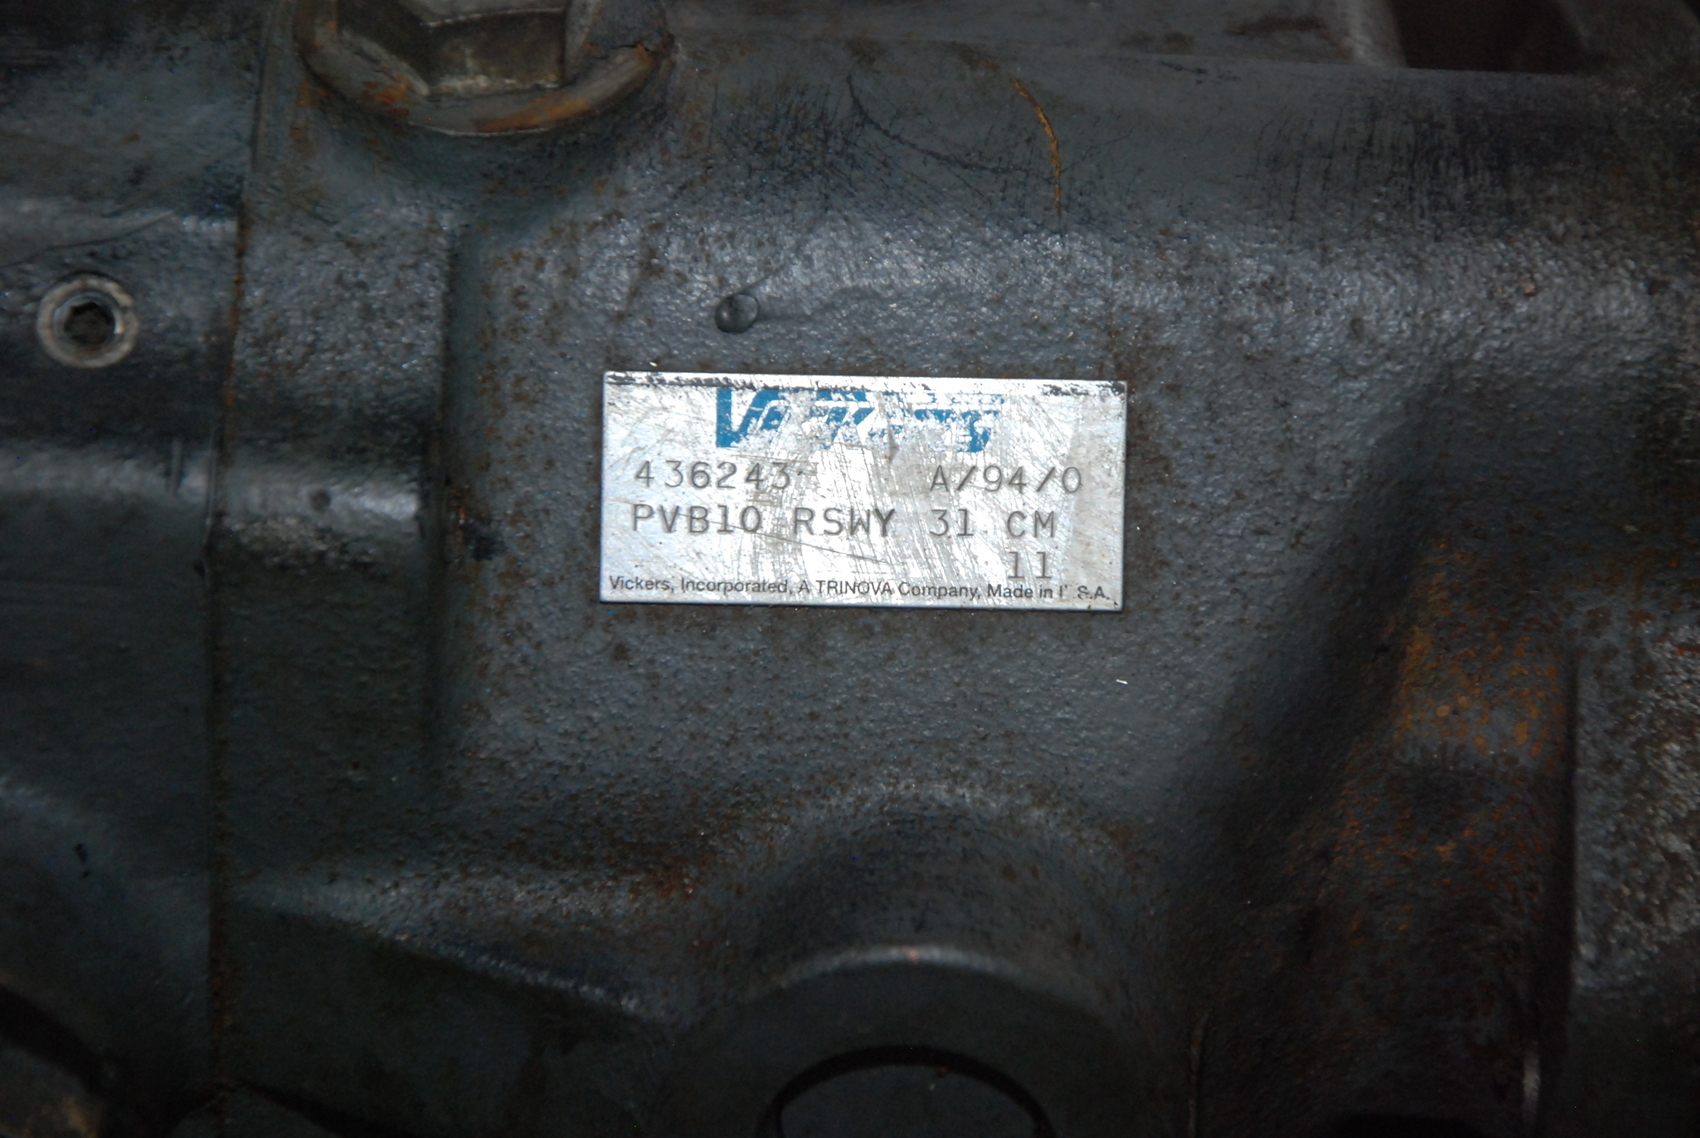 Vickers
436243 A/94/0
PVB10 RSWY 31 CM
11
Vickers, Incorporated, A TRINOVA Company, Made in U.S.A.